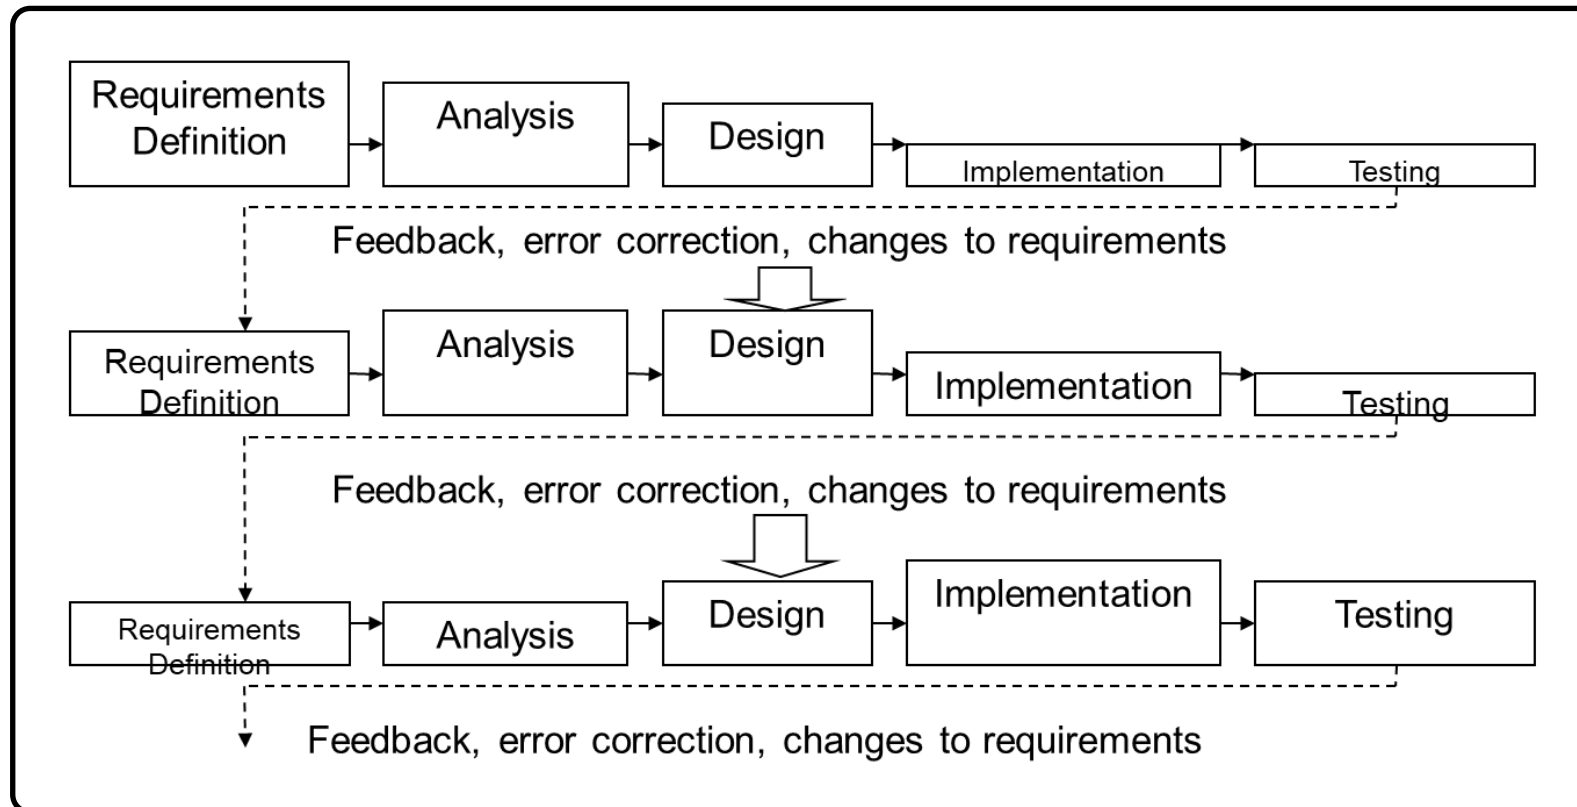 Requirements
Definition
Analysis
Design
Implementation
Testing
Feedback, error correction, changes to requirements
Requirements
Definition
Analysis
Design
Implementation
Testing
Feedback, error correction, changes to requirements
Requirements
Definition
Analysis
Design
Implementation
Testing
Feedback, error correction, changes to requirements